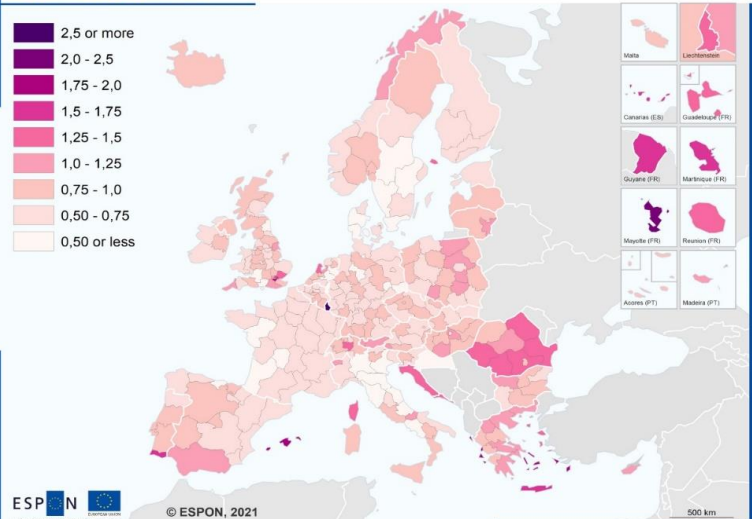 2,5 or more
2,0 - 2,5
1,75 - 2,0
1,5 - 1,75
1,25 - 1,5
1,0 - 1,25
0,75 - 1,0
0,50 - 0,75
0,50 or less
Malta
Liechtenstein
Canarias (ES)
Guadeloupe (FR)
Guyane (FR)
Martinique (FR)
Mayotte (FR)
Reunion (FR)
Acores (PT)
Madeira (PT)
ESPON
EUROPEAN UNION
© ESPON, 2021
500 km